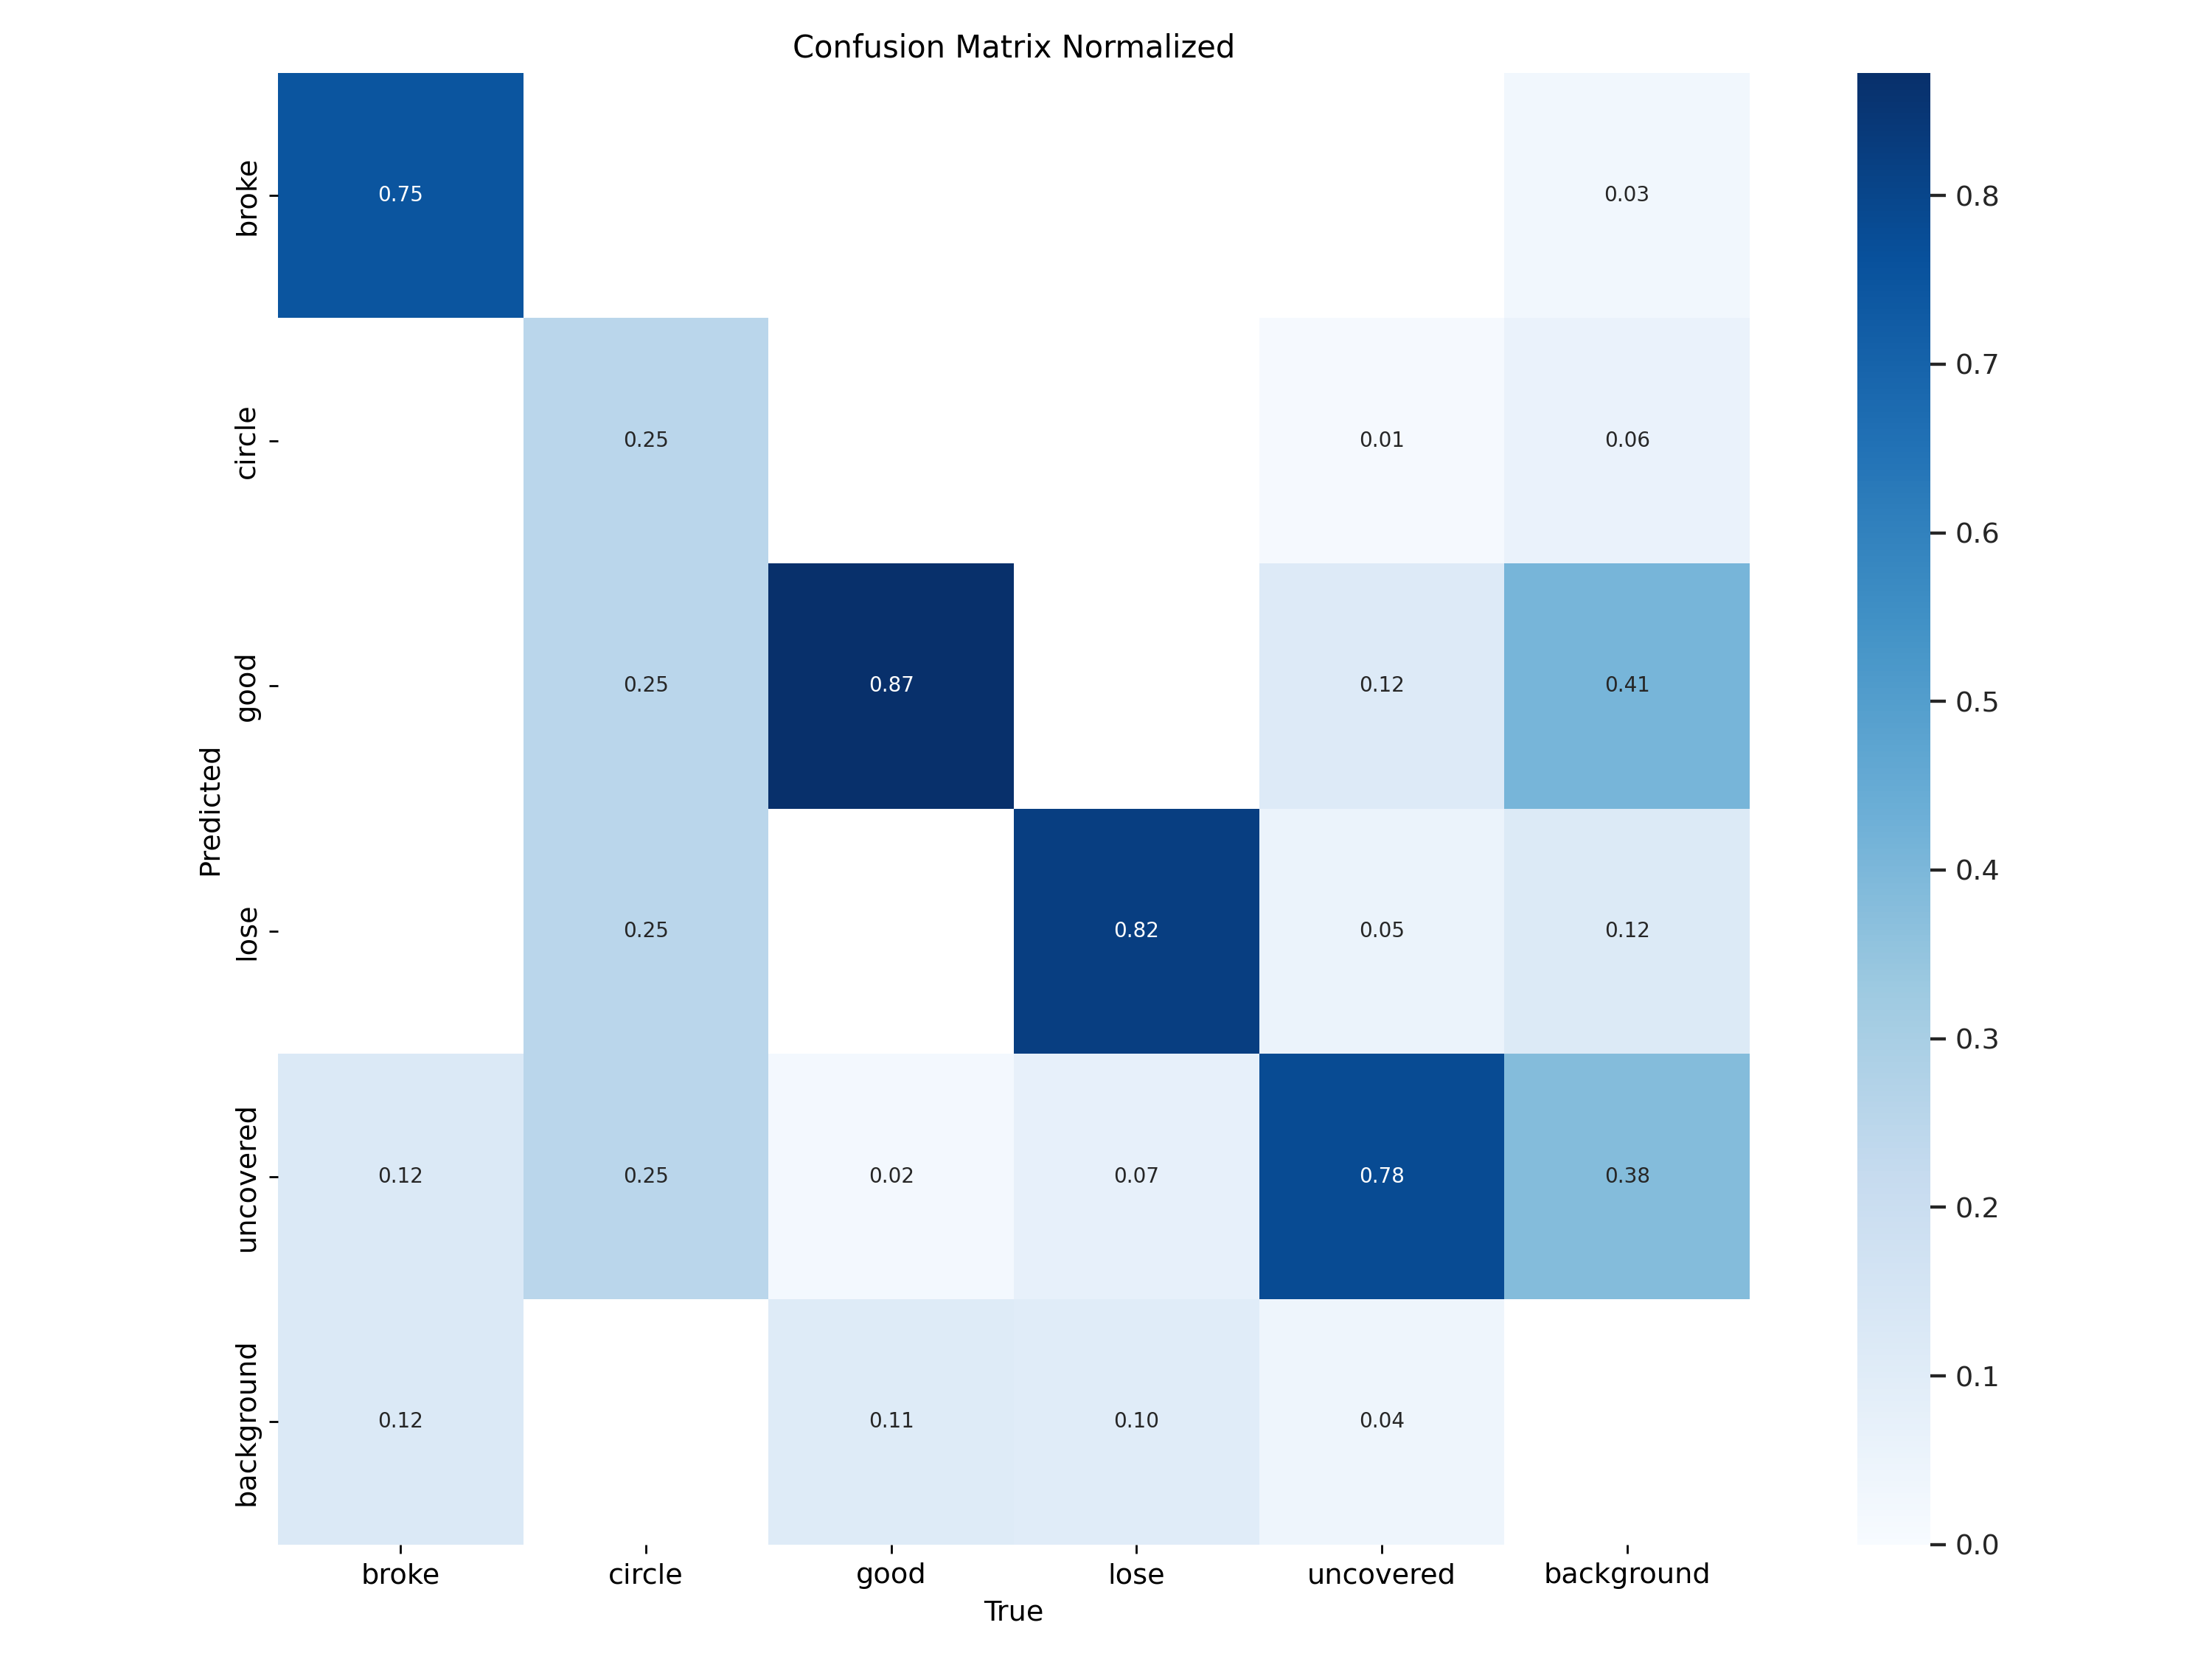 Confusion Matrix Normalized
broke 0.75 0.03
circle 0.25 0.01 0.06
good 0.25 0.87 0.12 0.41
lose 0.25 0.82 0.05 0.12
uncovered 0.12 0.25 0.02 0.07 0.78 0.38
background 0.12 0.11 0.10 0.04
Predicted
broke circle good lose uncovered background
True
0.8
0.7
0.6
0.5
0.4
0.3
0.2
0.1
0.0